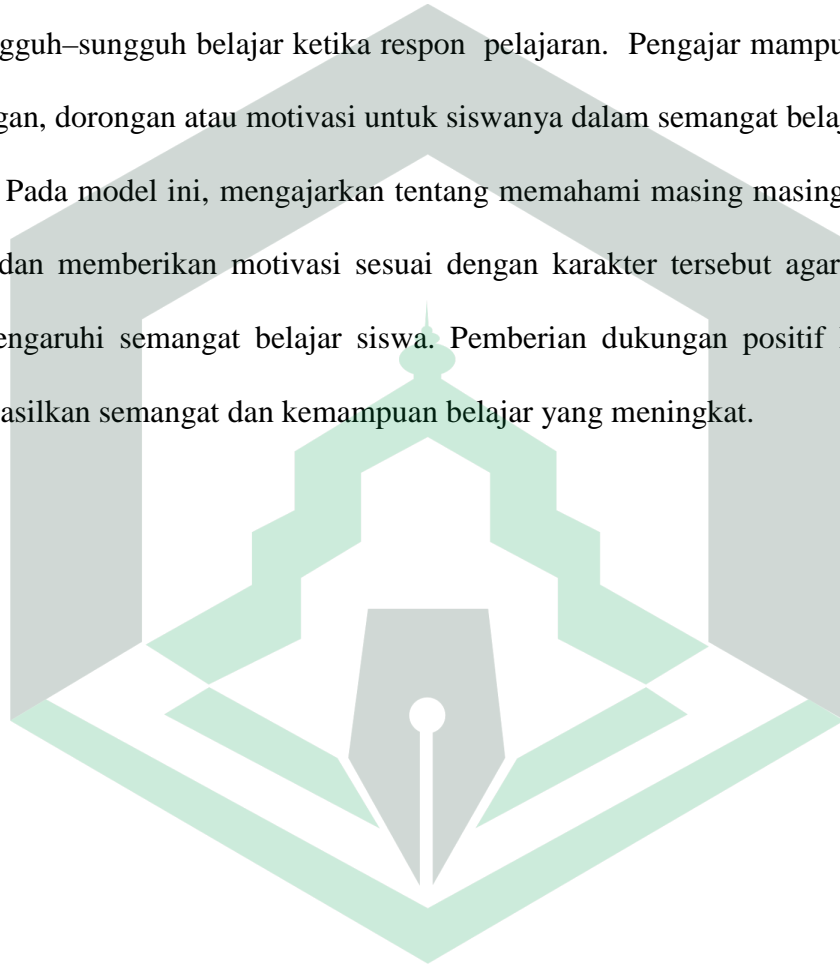 gguh–sungguh belajar ketika respon pelajaran. Pengajar mampu
gan, dorongan atau motivasi untuk siswanya dalam semangat belaj
Pada model ini, mengajarkan tentang memahami masing masing
dan memberikan motivasi sesuai dengan karakter tersebut agar
engaruhi semangat belajar siswa. Pemberian dukungan positif
asilkan semangat dan kemampuan belajar yang meningkat.